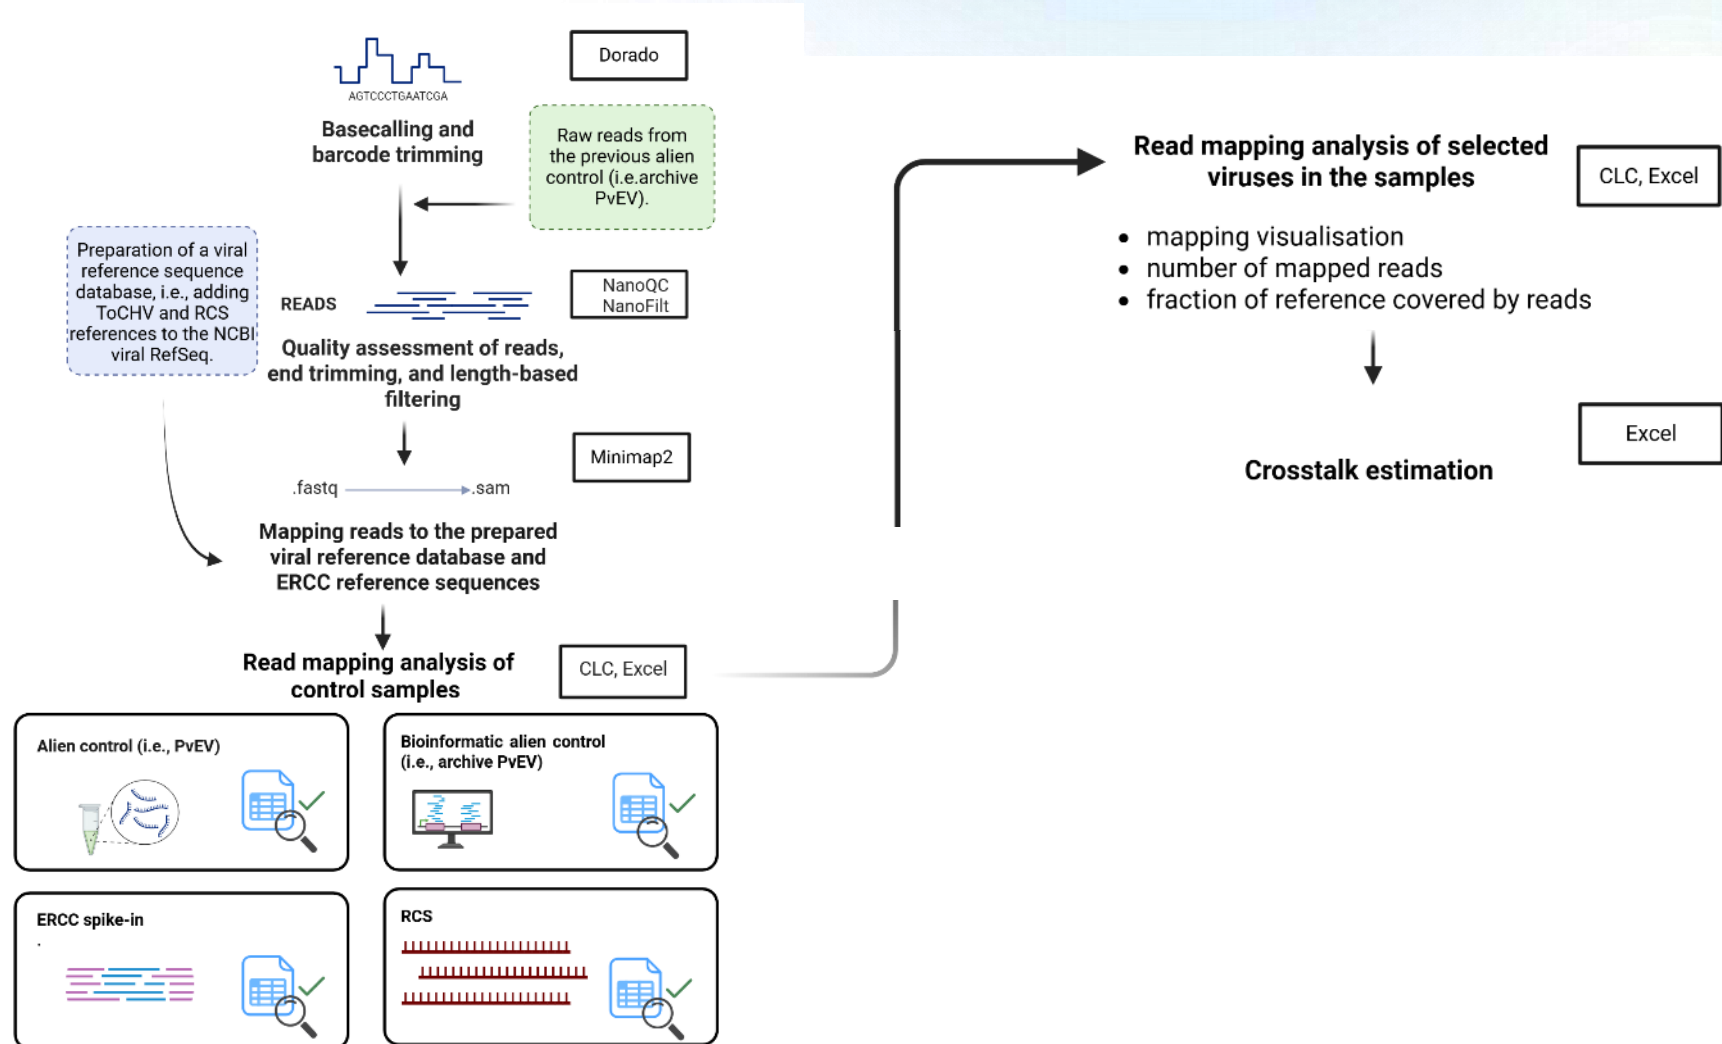 Dorado
AGTCCCTGAATCGA
Basecalling and
barcode trimming
Raw reads from
the previous alien
control (i.e.archive
PvEV).
Preparation of a viral
reference sequence
database, i.e., adding
ToCHV and RCS
references to the NCBI
viral RefSeq.
READS
NanoQC
NanoFilt
Quality assessment of reads,
end trimming, and length-based
filtering
Minimap2
.fastq
.sam
Mapping reads to the prepared
viral reference database and
ERCC reference sequences
Read mapping analysis of
control samples
CLC, Excel
Alien control (i.e., PvEV)
Bioinformatic alien control
(i.e., archive PvEV)
ERCC spike-in
.
RCS
Read mapping analysis of selected
viruses in the samples
CLC, Excel
• mapping visualisation
• number of mapped reads
• fraction of reference covered by reads
Excel
Crosstalk estimation